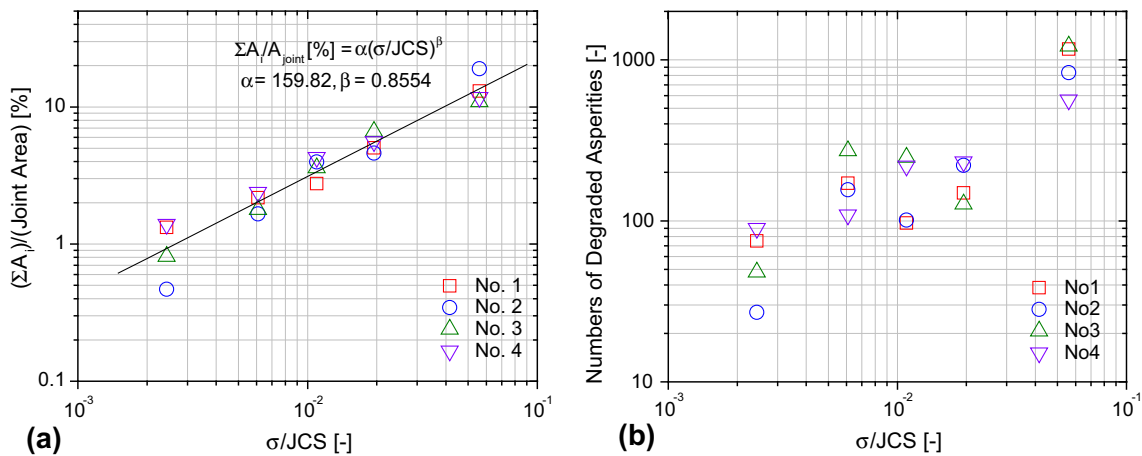 (ΣAᵢ)/(Joint Area) [%]
10
1
0.1
ΣAᵢ/A_joint [%] = α(σ/JCS)^β
α= 159.82, β = 0.8554
No. 1
No. 2
No. 3
No. 4
10⁻³ 10⁻² 10⁻¹
(a) σ/JCS [-]
Numbers of Degraded Asperities [-]
1000
100
10
No1
No2
No3
No4
10⁻³ 10⁻² 10⁻¹
(b) σ/JCS [-]